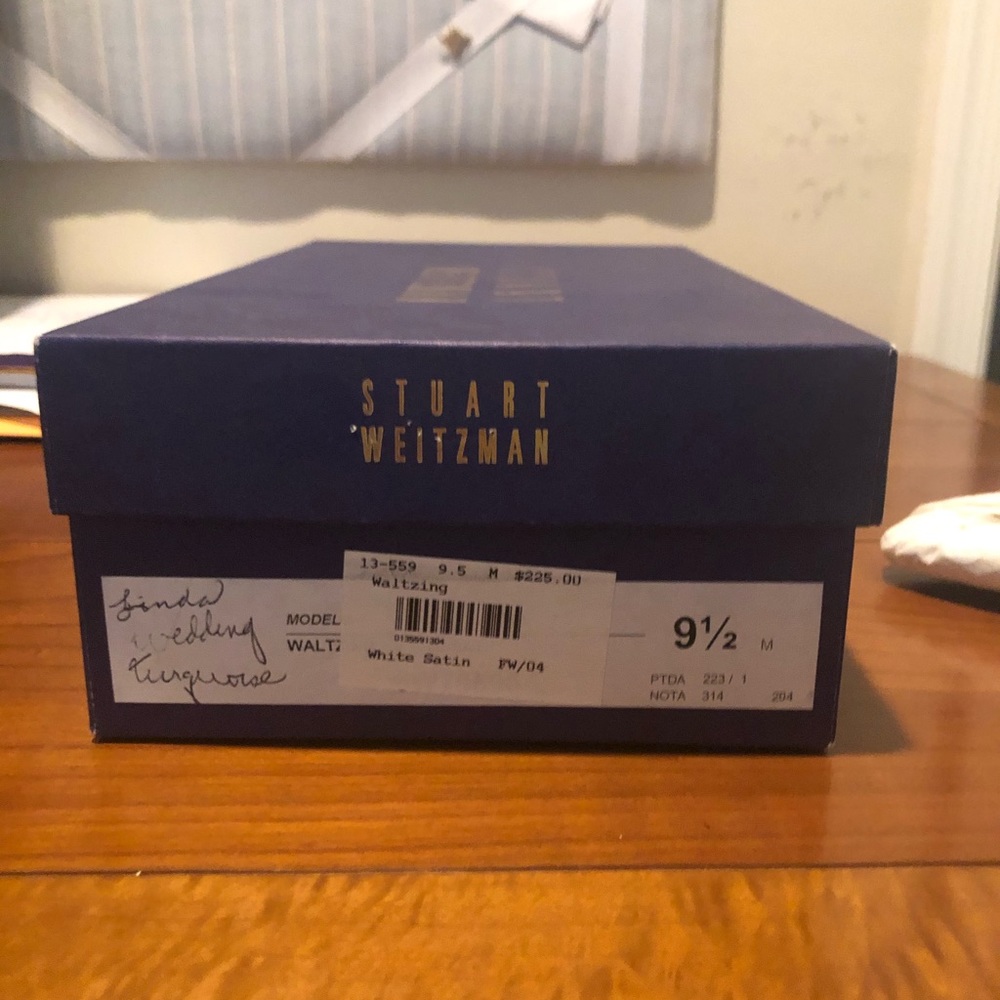 STUART
WEITZMAN
13-559 9.5 M $225.00
Waltzing
0135591304
White Satin FW/04
Linda
wedding
turquoise
MODEL
WALTZ
9½ M
PTDA 223 / 1
NOTA 314 204